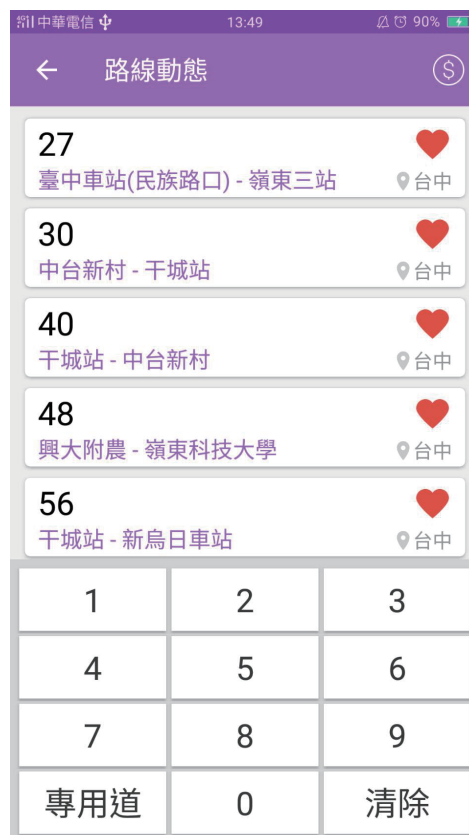 中華電信 13:49 90%
路線動態
27
臺中車站(民族路口) - 嶺東三站 台中
30
中台新村 - 干城站 台中
40
干城站 - 中台新村 台中
48
興大附農 - 嶺東科技大學 台中
56
干城站 - 新烏日車站 台中
1 2 3
4 5 6
7 8 9
專用道 0 清除